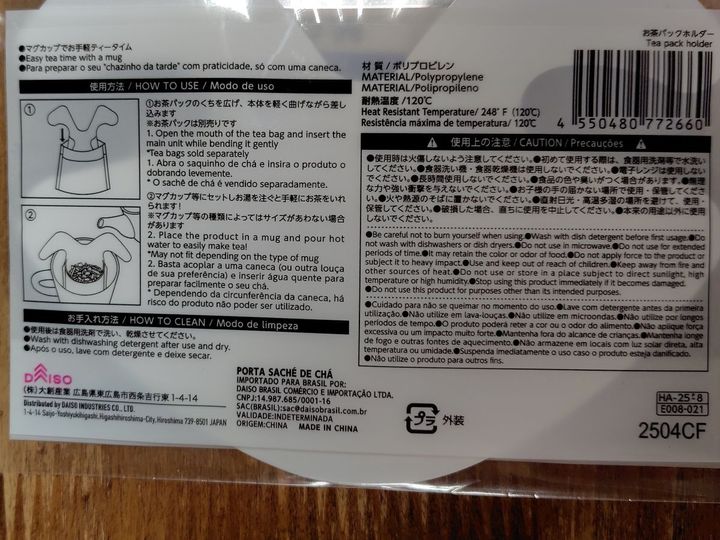 ●マグカップでお手軽ティータイム
●Easy tea time with a mug
●Para preparar o seu "chazinho da tarde" com praticidade, só com uma caneca.
使用方法 / HOW TO USE / Modo de uso
①
①お茶パックのくちを広げ、本体を軽く曲げながら差し
込みます
※お茶パックは別売りです
1. Open the mouth of the tea bag and insert the
main unit while bending it gently
*Tea bags sold separately
1. Abra o saquinho de chá e insira o produto o
dobrando levemente.
* O sachê de chá é vendido separadamente.
②
②マグカップ等にセットしお湯を注ぐと手軽にお茶をいれ
られます!
※マグカップ等の種類によってはサイズがあわない場合
があります
2. Place the product in a mug and pour hot
water to easily make tea!
*May not fit depending on the type of mug
2. Basta acoplar a uma caneca (ou outra louça
de sua preferência) e inserir água quente para
preparar facilmente o seu chá.
* Dependendo da circunferência da caneca, há
risco do produto não poder ser utilizado.
お手入れ方法 / HOW TO CLEAN / Modo de limpeza
●使用後は食器用洗剤で洗い、乾燥させてください。
●Wash with dishwashing detergent after use and dry.
●Após o uso, lave com detergente e deixe secar.
DAISO
(株)大創産業 広島県東広島市西条吉行東 1-4-14
Distributed by DAISO INDUSTRIES CO., LTD.
1-4-14 Saijo-Yoshiyukihigashi, Higashihiroshima-City, Hiroshima 739-8501 JAPAN
PORTA SACHÊ DE CHÁ
IMPORTADO PARA BRASIL POR:
DAISO BRASIL COMÉRCIO E IMPORTAÇÃO LTDA.
CNPJ:14.987.685/0001-16
SAC(BRASIL):sac@daisobrasil.com.br
VALIDADE:INDETERMINADA
ORIGEM:CHINA MADE IN CHINA
お茶パックホルダー
Tea pack holder
材質/ポリプロピレン
MATERIAL/Polypropylene
MATERIAL/Polipropileno
耐熱温度/120℃
Heat Resistant Temperature/ 248°F (120℃)
Resistência máxima de temperatura/ 120℃
4 550480 772660
使用上の注意 / CAUTION / Precauções
●使用時は火傷しないよう注意してください。●初めて使用する際は、食器用洗剤等で水洗い
してください。●食器洗い機・食器乾燥機は使用しないでください。●電子レンジは使用しない
でください。●長時間使用しないでください。●食品の色や臭いがつく場合があります。●無理
な力や強い衝撃を与えないでください。●お子様の手の届かない場所で使用・保管してくださ
い。●火や熱源のそばに置かないでください。●直射日光・高温多湿の場所を避けて、使用・
保管してください。●破損した場合、直ちに使用を中止してください。●本来の用途以外に使用
しないでください。
●Be careful not to burn yourself when using.●Wash with dish detergent before first usage.●Do
not wash with dishwashers or dish dryers.●Do not use in microwave.●Do not use for extended
periods of time.●It may retain the color or odor of food.●Do not apply force to the product or
subject it to heavy impact.●Use and keep out of reach of children.●Keep away from fire and
other sources of heat.●Do not use or store in a place subject to direct sunlight, high
temperature or high humidity.●Stop using this product immediately if it becomes damaged.
●Do not use this product for purposes other than its intended purposes.
●Cuidado para não se queimar no momento do uso.●Lave com detergente antes da primeira
utilização.●Não utilize em lava-louças.●Não utilize em microondas.●Não utilize por longos
períodos de tempo.●O produto poderá reter a cor ou o odor do alimento.●Não aplique força
excessiva ou um impacto muito forte.●Mantenha fora do alcance de crianças.●Mantenha longe
de fogo e outras fontes de aquecimento.●Não armazene em locais com luz solar direta, alta
temperatura ou umidade.●Suspenda imediatamente o uso caso o produto esteja danificado.
●Não utilize o produto para outros fins.
プラ 外装
HA-25-8
E008-021
2504CF